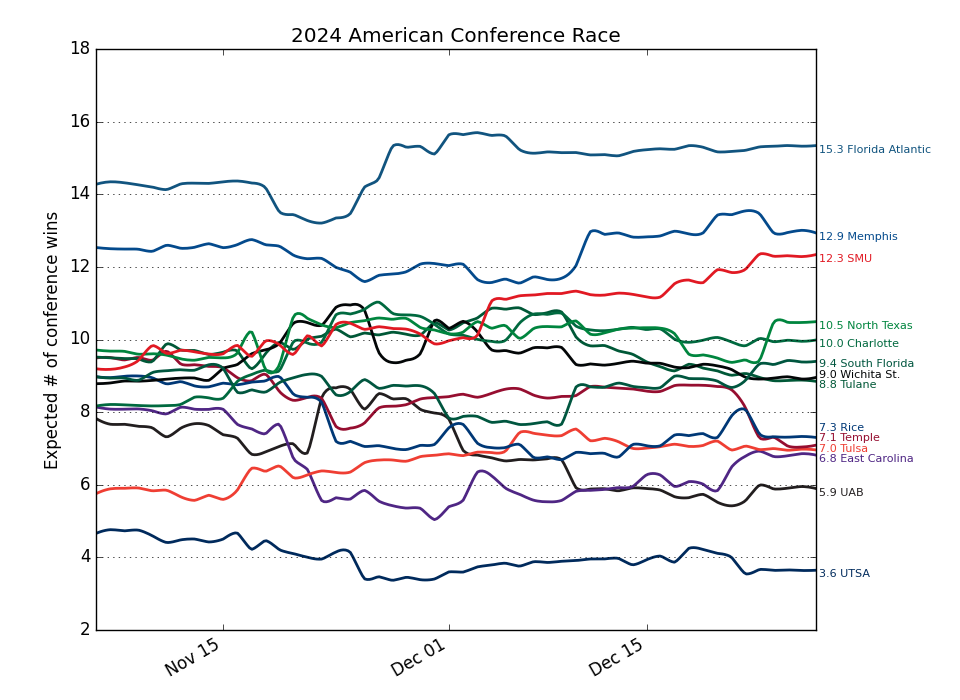 2024 American Conference Race
Expected # of conference wins
18
16
14
12
10
8
6
4
2
Nov 15
Dec 01
Dec 15
15.3 Florida Atlantic
12.9 Memphis
12.3 SMU
10.5 North Texas
10.0 Charlotte
9.4 South Florida
9.0 Wichita St.
8.8 Tulane
7.3 Rice
7.1 Temple
7.0 Tulsa
6.8 East Carolina
5.9 UAB
3.6 UTSA